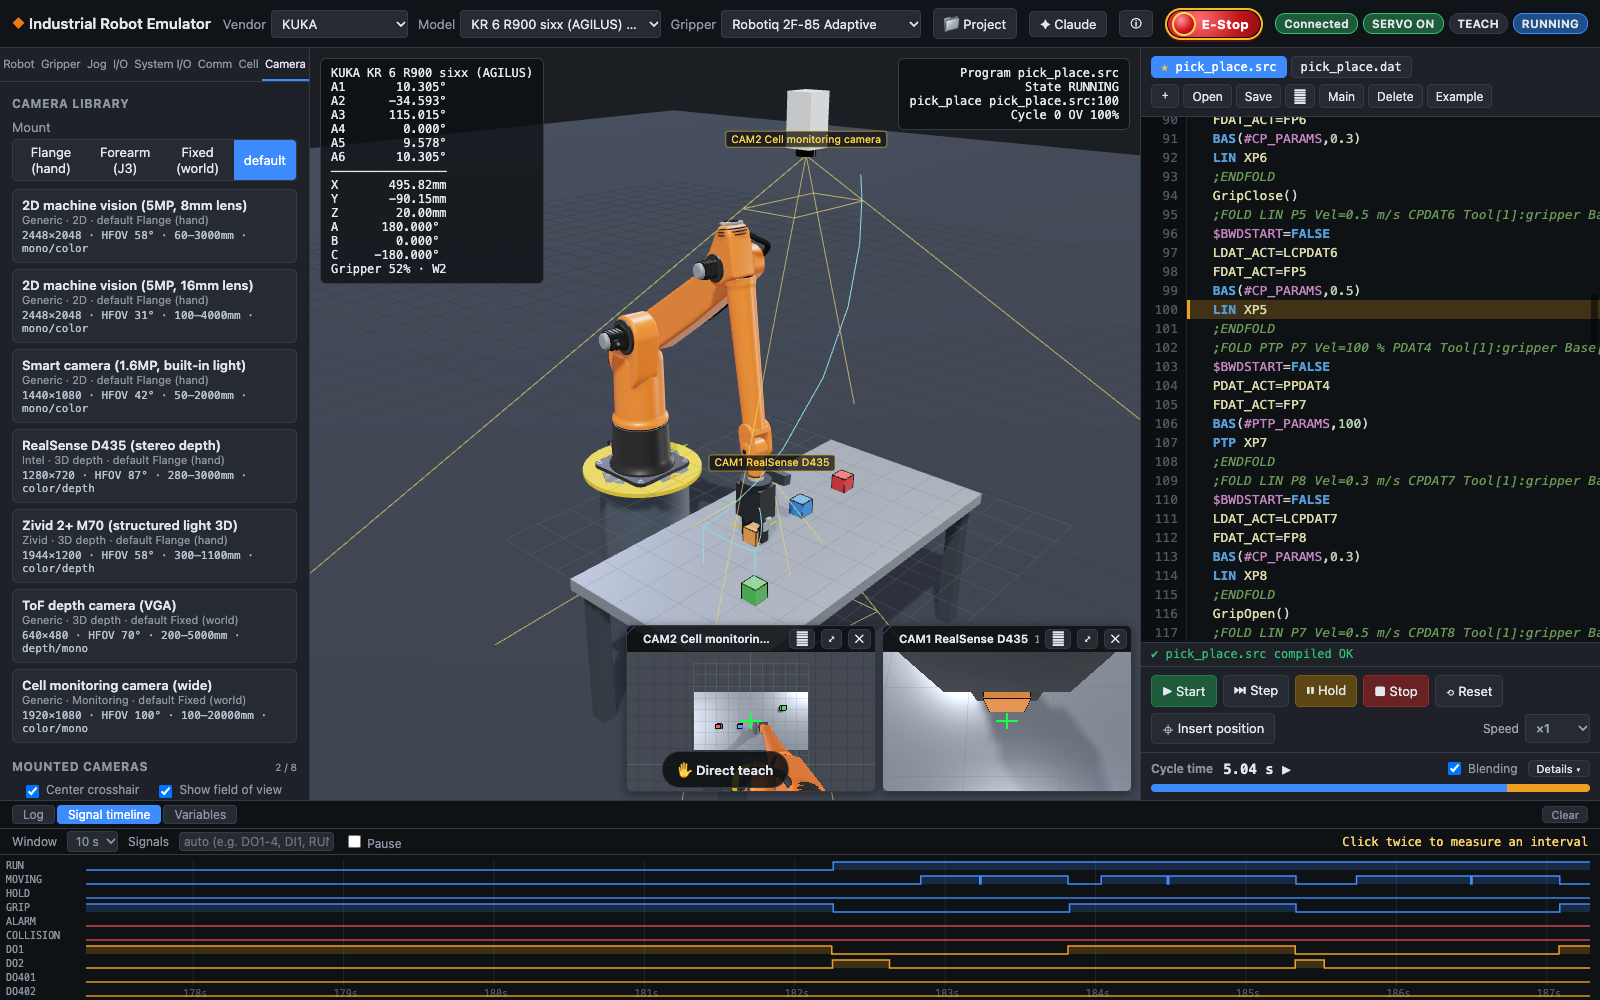 Industrial Robot Emulator
Vendor KUKA
Model KR 6 R900 sixx (AGILUS) ...
Gripper Robotiq 2F-85 Adaptive
Project
Claude
E-Stop
Connected
SERVO ON
TEACH
RUNNING
Robot Gripper Jog I/O System I/O Comm Cell Camera
CAMERA LIBRARY
Mount
Flange (hand)
Forearm (J3)
Fixed (world)
default
2D machine vision (5MP, 8mm lens)
Generic · 2D · default Flange (hand)
2448×2048 · HFOV 58° · 60–3000mm ·
mono/color
2D machine vision (5MP, 16mm lens)
Generic · 2D · default Flange (hand)
2448×2048 · HFOV 31° · 100–4000mm ·
mono/color
Smart camera (1.6MP, built-in light)
Generic · 2D · default Flange (hand)
1440×1080 · HFOV 42° · 50–2000mm ·
mono/color
RealSense D435 (stereo depth)
Intel · 3D depth · default Flange (hand)
1280×720 · HFOV 87° · 280–3000mm ·
color/depth
Zivid 2+ M70 (structured light 3D)
Zivid · 3D depth · default Flange (hand)
1944×1200 · HFOV 58° · 300–1100mm ·
color/depth
ToF depth camera (VGA)
Generic · 3D depth · default Fixed (world)
640×480 · HFOV 70° · 200–5000mm ·
depth/mono
Cell monitoring camera (wide)
Generic · Monitoring · default Fixed (world)
1920×1080 · HFOV 100° · 100–20000mm ·
color/mono
MOUNTED CAMERAS 2 / 8
Center crosshair
Show field of view
KUKA KR 6 R900 sixx (AGILUS)
A1 10.305°
A2 −34.593°
A3 115.015°
A4 0.000°
A5 9.578°
A6 10.305°
X 495.82mm
Y −90.15mm
Z 20.00mm
A 180.000°
B 0.000°
C −180.000°
Gripper 52% · W2
Program pick_place.src
State RUNNING
pick_place pick_place.src:100
Cycle 0 OV 100%
CAM2 Cell monitoring camera
CAM1 RealSense D435
CAM2 Cell monitorin...
CAM1 RealSense D435 1
Direct teach
pick_place.src
pick_place.dat
+ Open Save Main Delete Example
90 FDAT_ACT=FP6
91 BAS(#CP_PARAMS,0.3)
92 LIN XP6
93 ;ENDFOLD
94 GripClose()
95 ;FOLD LIN P5 Vel=0.5 m/s CPDAT6 Tool[1]:gripper Ba
96 $BWDSTART=FALSE
97 LDAT_ACT=LCPDAT6
98 FDAT_ACT=FP5
99 BAS(#CP_PARAMS,0.5)
100 LIN XP5
101 ;ENDFOLD
102 ;FOLD PTP P7 Vel=100 % PDAT4 Tool[1]:gripper Base[
103 $BWDSTART=FALSE
104 PDAT_ACT=PPDAT4
105 FDAT_ACT=FP7
106 BAS(#PTP_PARAMS,100)
107 PTP XP7
108 ;ENDFOLD
109 ;FOLD LIN P8 Vel=0.3 m/s CPDAT7 Tool[1]:gripper Ba
110 $BWDSTART=FALSE
111 LDAT_ACT=LCPDAT7
112 FDAT_ACT=FP8
113 BAS(#CP_PARAMS,0.3)
114 LIN XP8
115 ;ENDFOLD
116 GripOpen()
117 ;FOLD LIN P7 Vel=0.5 m/s CPDAT8 Tool[1]:gripper Ba
✔ pick_place.src compiled OK
Start
Step
Hold
Stop
Reset
Insert position
Speed ×1
Cycle time 5.04 s
Blending
Details
Log
Signal timeline
Variables
Clear
Window 10 s
Signals auto (e.g. DO1-4, DI1, RUN
Pause
Click twice to measure an interval
RUN
MOVING
HOLD
GRIP
ALARM
COLLISION
DO1
DO2
DO401
DO402
178s 179s 180s 181s 182s 183s 184s 185s 186s 187s